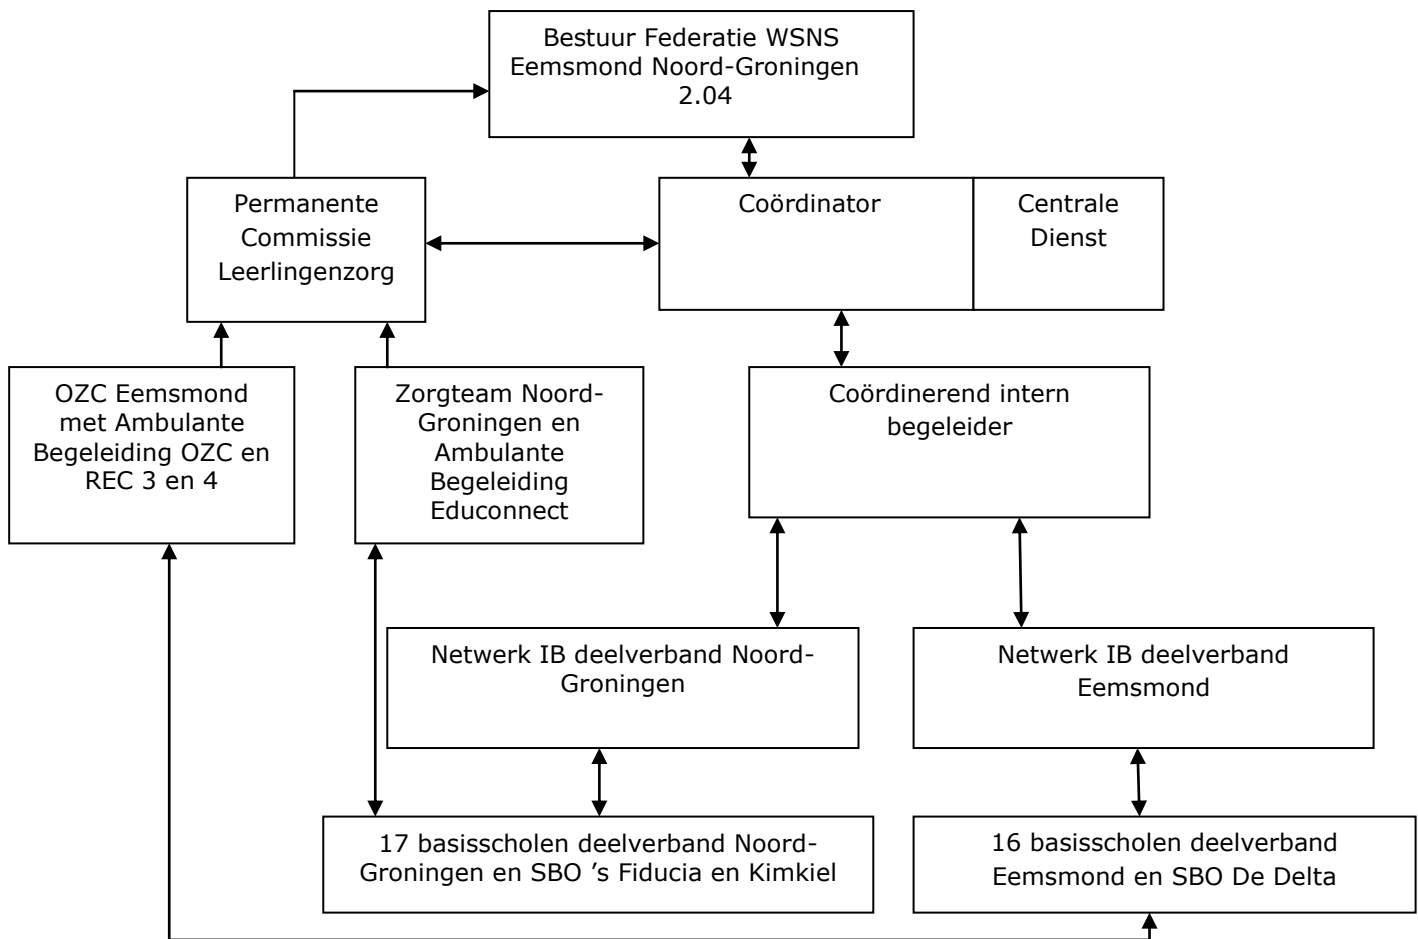 Bestuur Federatie WSNS
Eemsmond Noord-Groningen
2.04
Permanente
Commissie
Leerlingenzorg
Coördinator
Centrale
Dienst
OZC Eemsmond
met Ambulante
Begeleiding OZC en
REC 3 en 4
Zorgteam Noord-
Groningen en
Ambulante
Begeleiding
Educonnect
Coördinerend intern
begeleider
Netwerk IB deelverband Noord-
Groningen
Netwerk IB deelverband
Eemsmond
17 basisscholen deelverband Noord-
Groningen en SBO ’s Fiducia en Kimkiel
16 basisscholen deelverband
Eemsmond en SBO De Delta